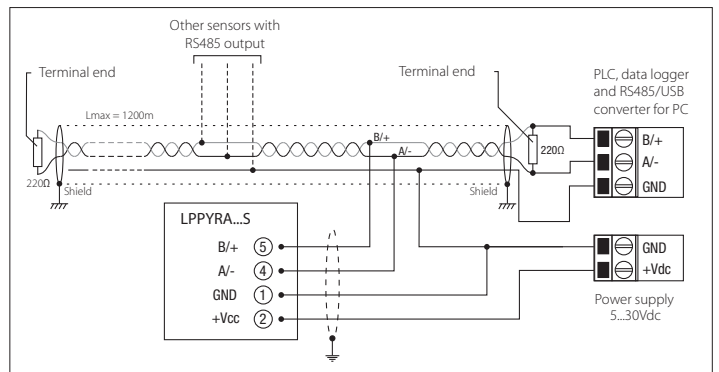 Other sensors with
RS485 output
Terminal end
Terminal end
PLC, data logger
and RS485/USB
converter for PC
Lmax = 1200m
B/+
A/-
220Ω
220Ω
Shield
Shield
B/+
A/-
GND
LPPYRA...S
B/+ 5
A/- 4
GND 1
+Vcc 2
GND
+Vdc
Power supply
5...30Vdc